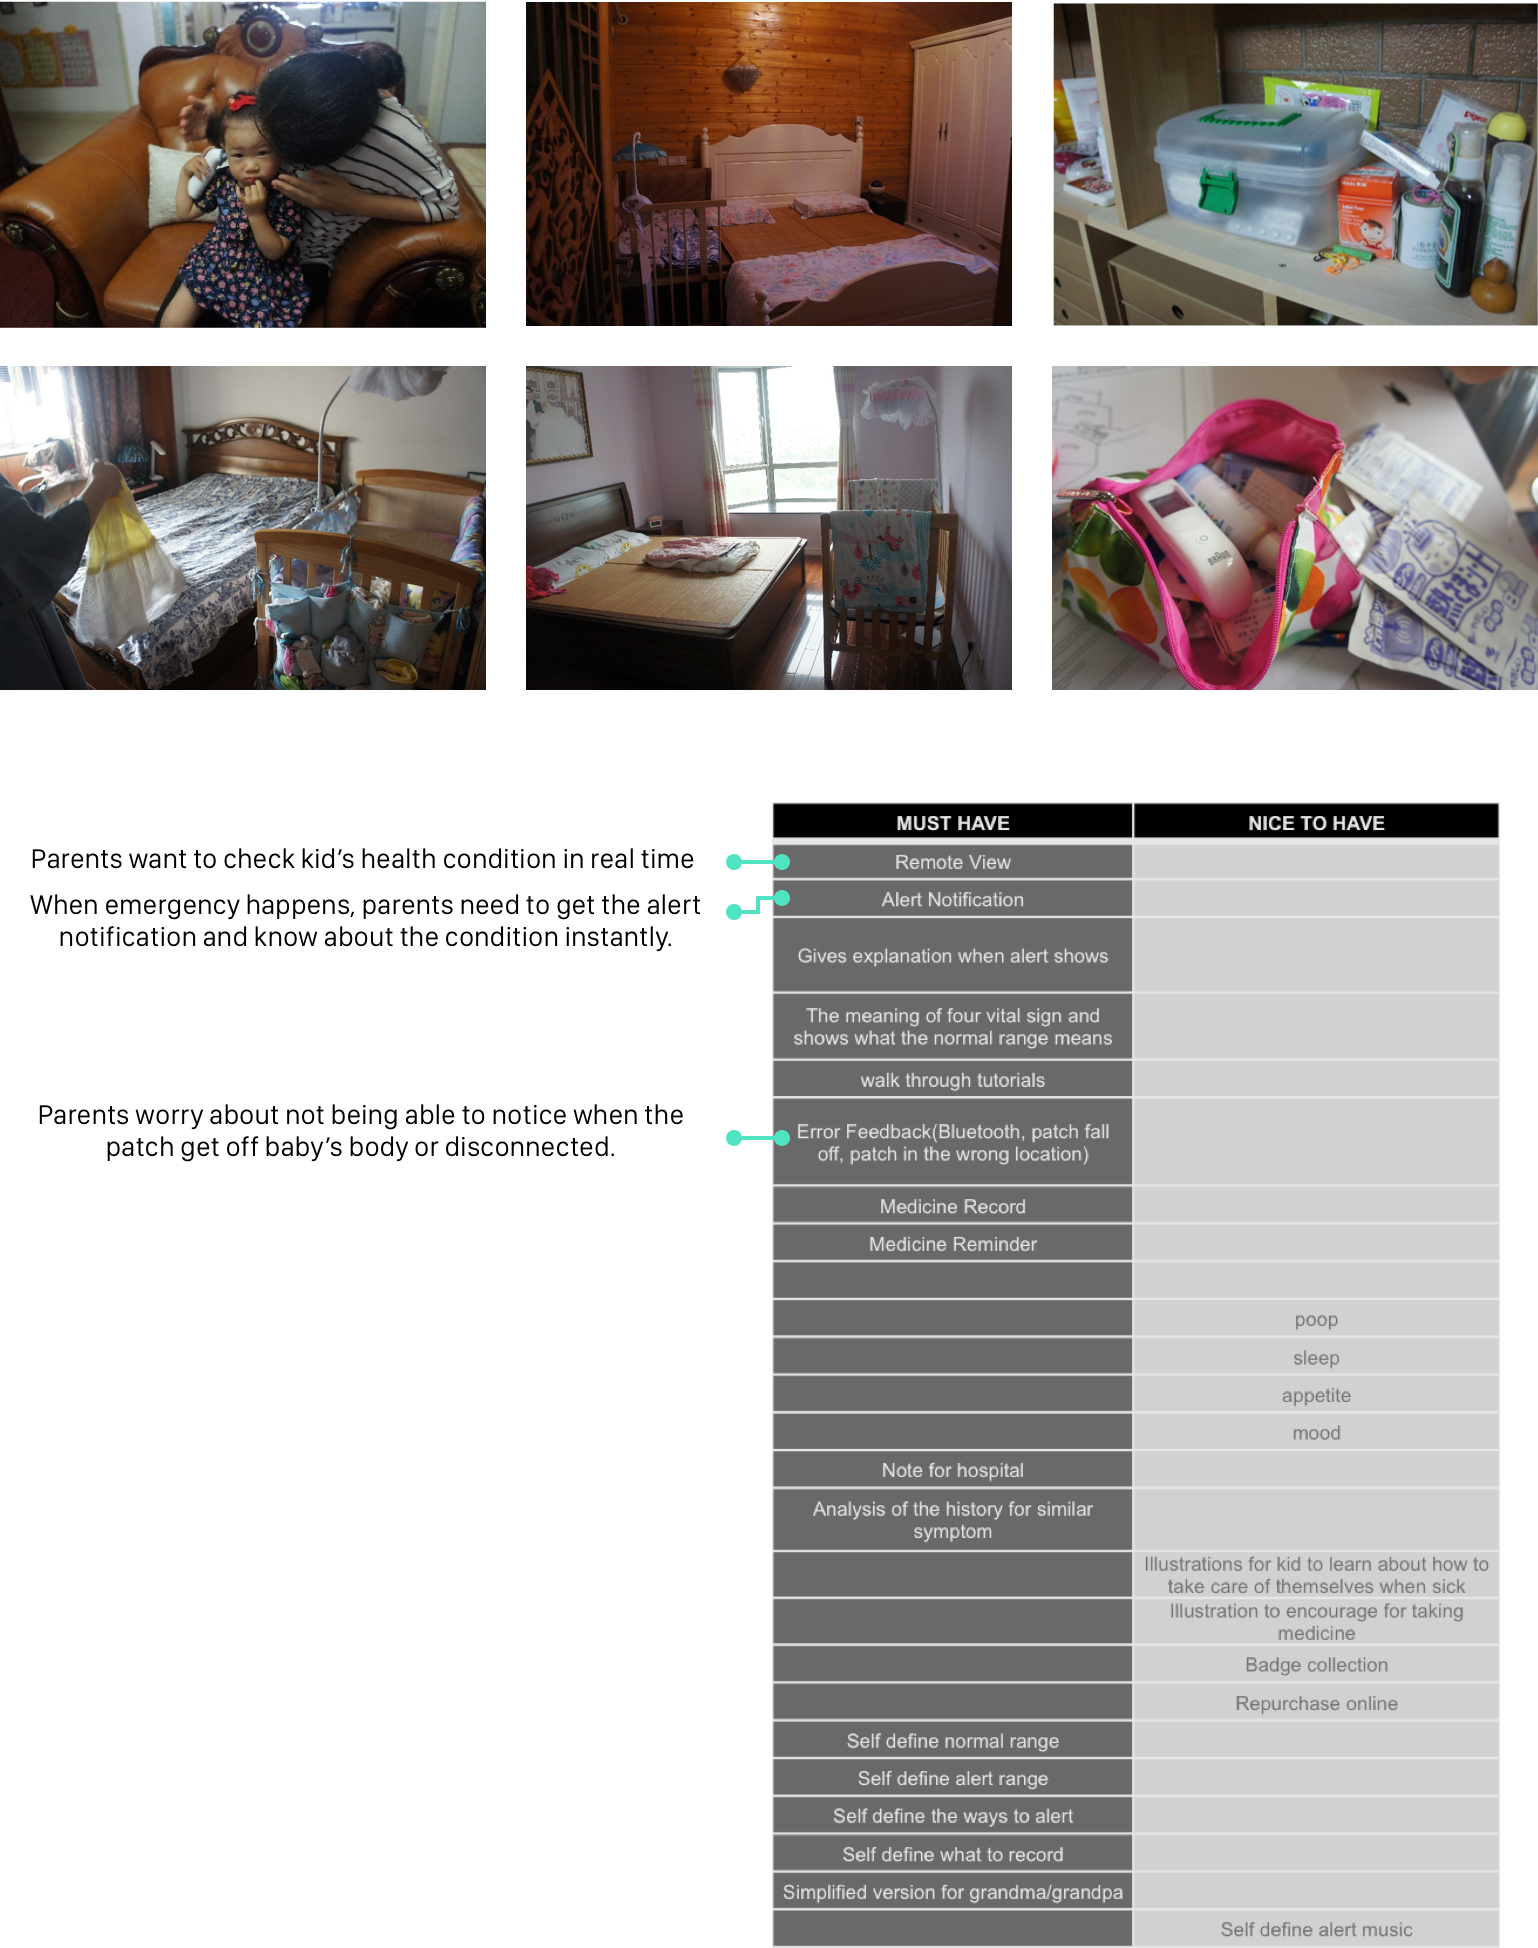 Pigeon
BRAUN
MUST HAVE
NICE TO HAVE
Parents want to check kid’s health condition in real time
Remote View
When emergency happens, parents need to get the alert
notification and know about the condition instantly.
Alert Notification
Gives explanation when alert shows
The meaning of four vital sign and
shows what the normal range means
walk through tutorials
Parents worry about not being able to notice when the
patch get off baby’s body or disconnected.
Error Feedback(Bluetooth, patch fall
off, patch in the wrong location)
Medicine Record
Medicine Reminder
poop
sleep
appetite
mood
Note for hospital
Analysis of the history for similar
symptom
Illustrations for kid to learn about how to
take care of themselves when sick
Illustration to encourage for taking
medicine
Badge collection
Repurchase online
Self define normal range
Self define alert range
Self define the ways to alert
Self define what to record
Simplified version for grandma/grandpa
Self define alert music